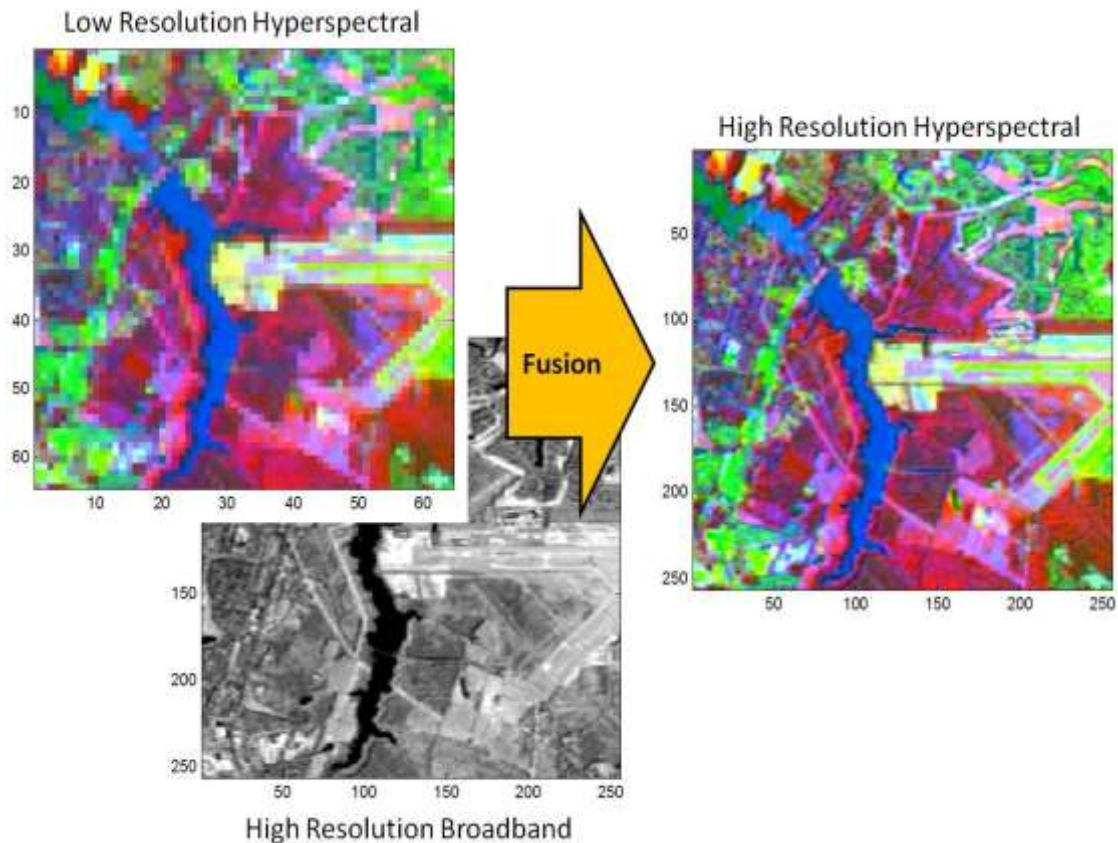 Low Resolution Hyperspectral
10
20
30
40
50
60
10 20 30 40 50 60
High Resolution Hyperspectral
50
100
150
200
250
50 100 150 200 250
Fusion
150
200
250
50 100 150 200 250
High Resolution Broadband